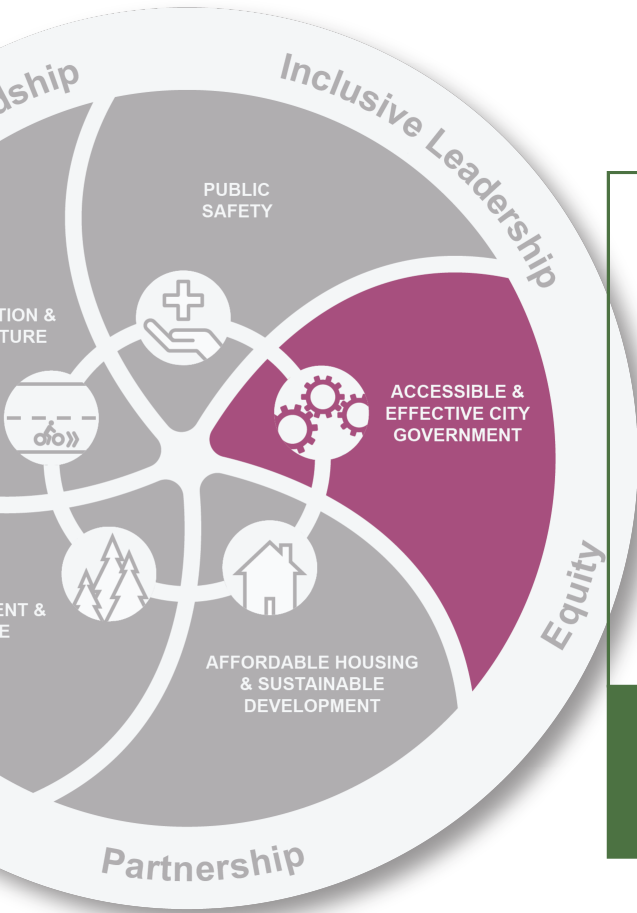 dship
Inclusive Leadership
PUBLIC
SAFETY
TION &
TURE
ACCESSIBLE &
EFFECTIVE CITY
GOVERNMENT
Equity
ENT &
E
AFFORDABLE HOUSING
& SUSTAINABLE
DEVELOPMENT
Partnership